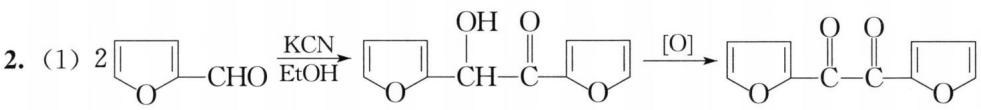 OH O O O
2. (1) 2 CHO KCN CH C [O] C C
O EtOH O O O O